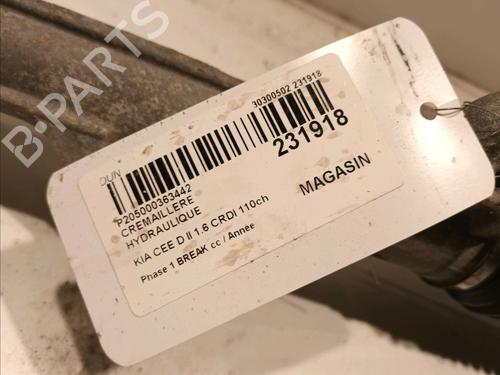 B-PARTS
30300502 231918
231918
DUN
P205000363442
CREMAILLERE
HYDRAULIQUE
MAGASIN
KIA CEE D II 1.6 CRDI 110ch
Phase 1 BREAK cc / Année